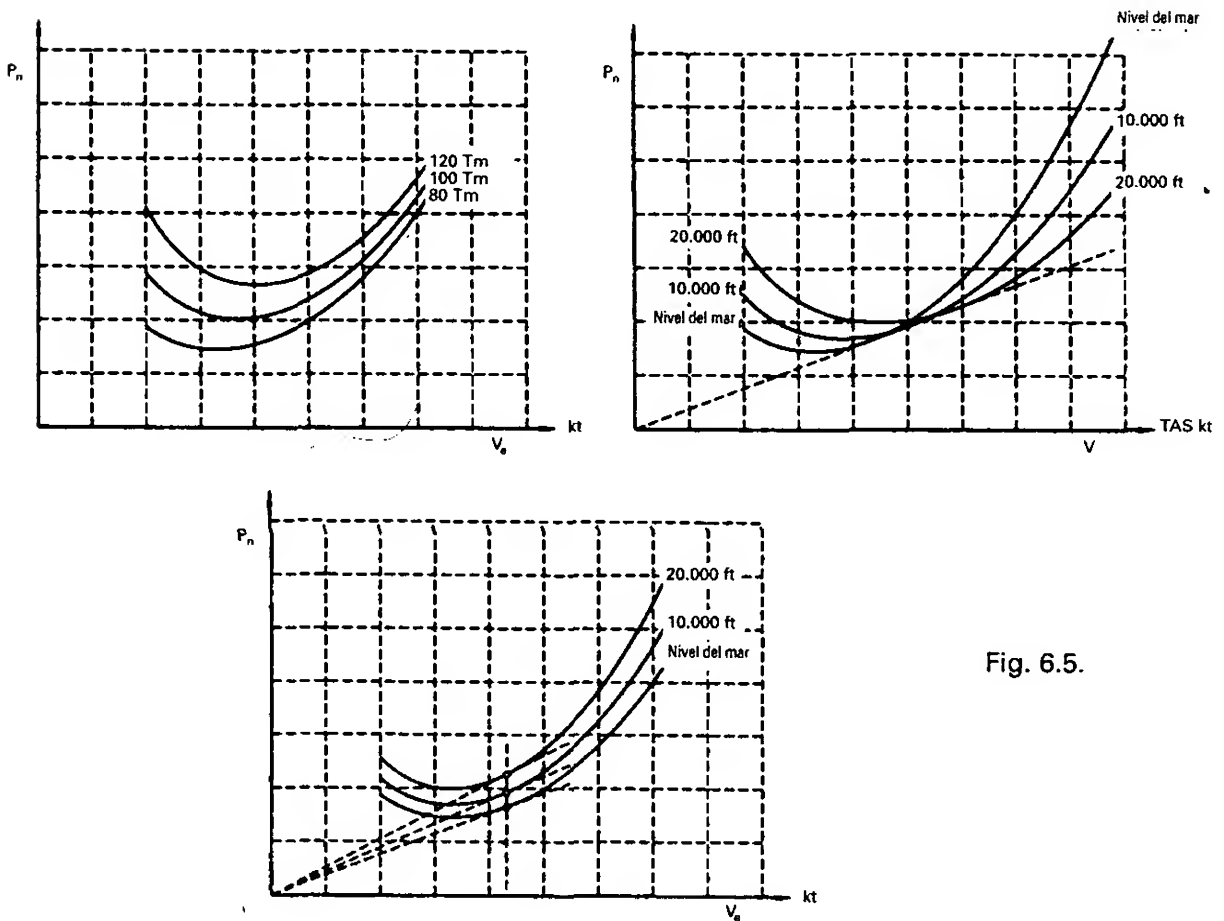 Pn
120 Tm
100 Tm
80 Tm
kt
Ve
Nivel del mar
Pn
10.000 ft
20.000 ft
20.000 ft
10.000 ft
Nivel del mar
TAS kt
V
Pn
20.000 ft
10.000 ft
Nivel del mar
kt
Ve
Fig. 6.5.